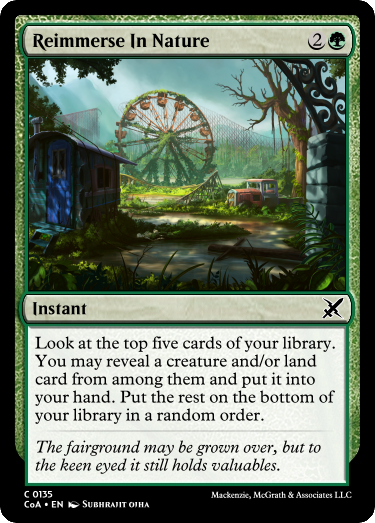 Reimmerse In Nature 2
Instant
Look at the top five cards of your library.
You may reveal a creature and/or land
card from among them and put it into
your hand. Put the rest on the bottom of
your library in a random order.
The fairground may be grown over, but to
the keen eyed it still holds valuables.
C 0135
CoA • EN Subhrajit Ojha
Mackenzie, McGrath & Associates LLC